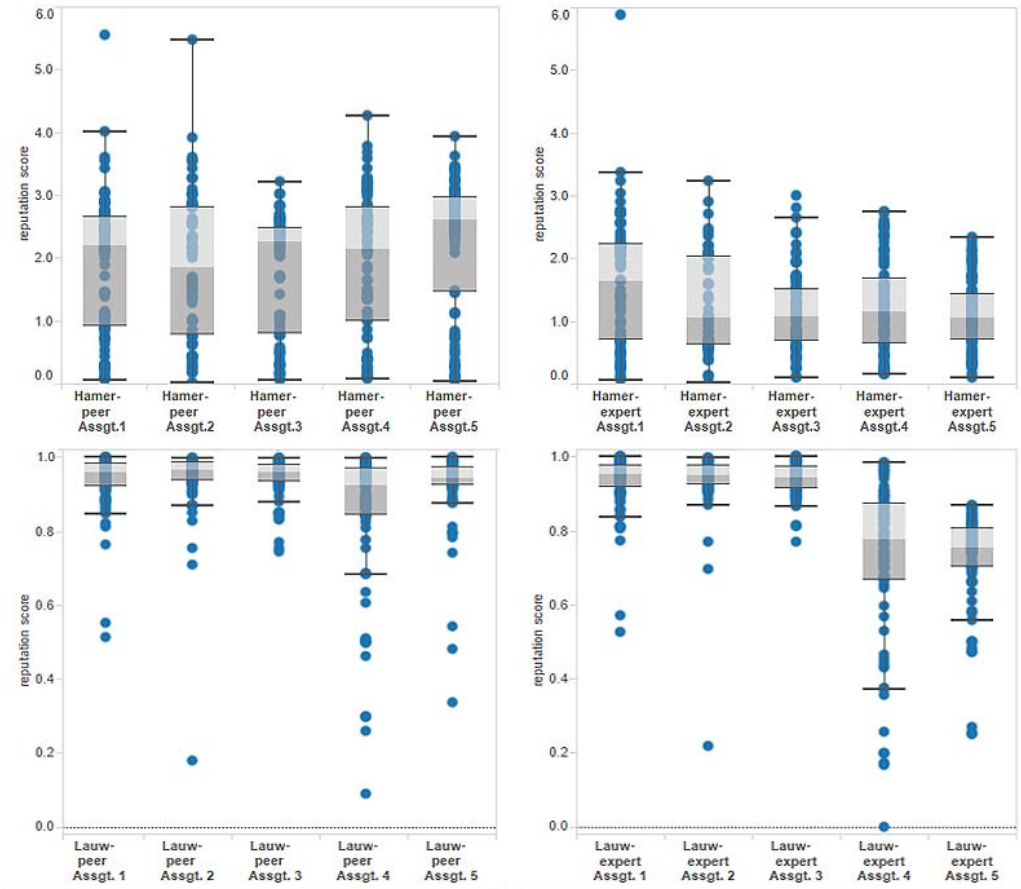 6.0
5.0
4.0
3.0
2.0
1.0
0.0
reputation score
Hamer- Hamer- Hamer- Hamer- Hamer-
peer peer peer peer peer
Assgt.1 Assgt.2 Assgt.3 Assgt.4 Assgt.5
6.0
5.0
4.0
3.0
2.0
1.0
0.0
reputation score
Hamer- Hamer- Hamer- Hamer- Hamer-
expert expert expert expert expert
Assgt.1 Assgt.2 Assgt.3 Assgt.4 Assgt.5
1.0
0.8
0.6
0.4
0.2
0.0
reputation score
Lauw- Lauw- Lauw- Lauw- Lauw-
peer peer peer peer peer
Assgt. 1 Assgt. 2 Assgt. 3 Assgt. 4 Assgt. 5
1.0
0.8
0.6
0.4
0.2
0.0
reputation score
Lauw- Lauw- Lauw- Lauw- Lauw-
expert expert expert expert expert
Assgt. 1 Assgt. 2 Assgt. 3 Assgt. 4 Assgt. 5